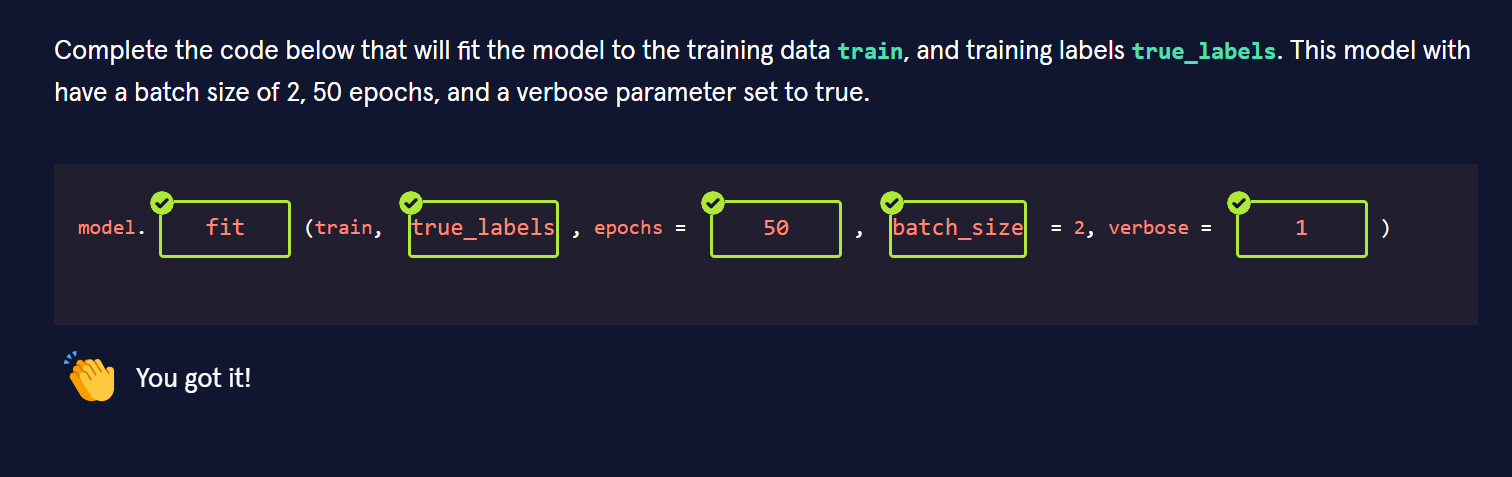 Complete the code below that will fit the model to the training data train, and training labels true_labels. This model with
have a batch size of 2, 50 epochs, and a verbose parameter set to true.
model. fit (train, true_labels , epochs = 50 , batch_size = 2, verbose = 1 )
You got it!